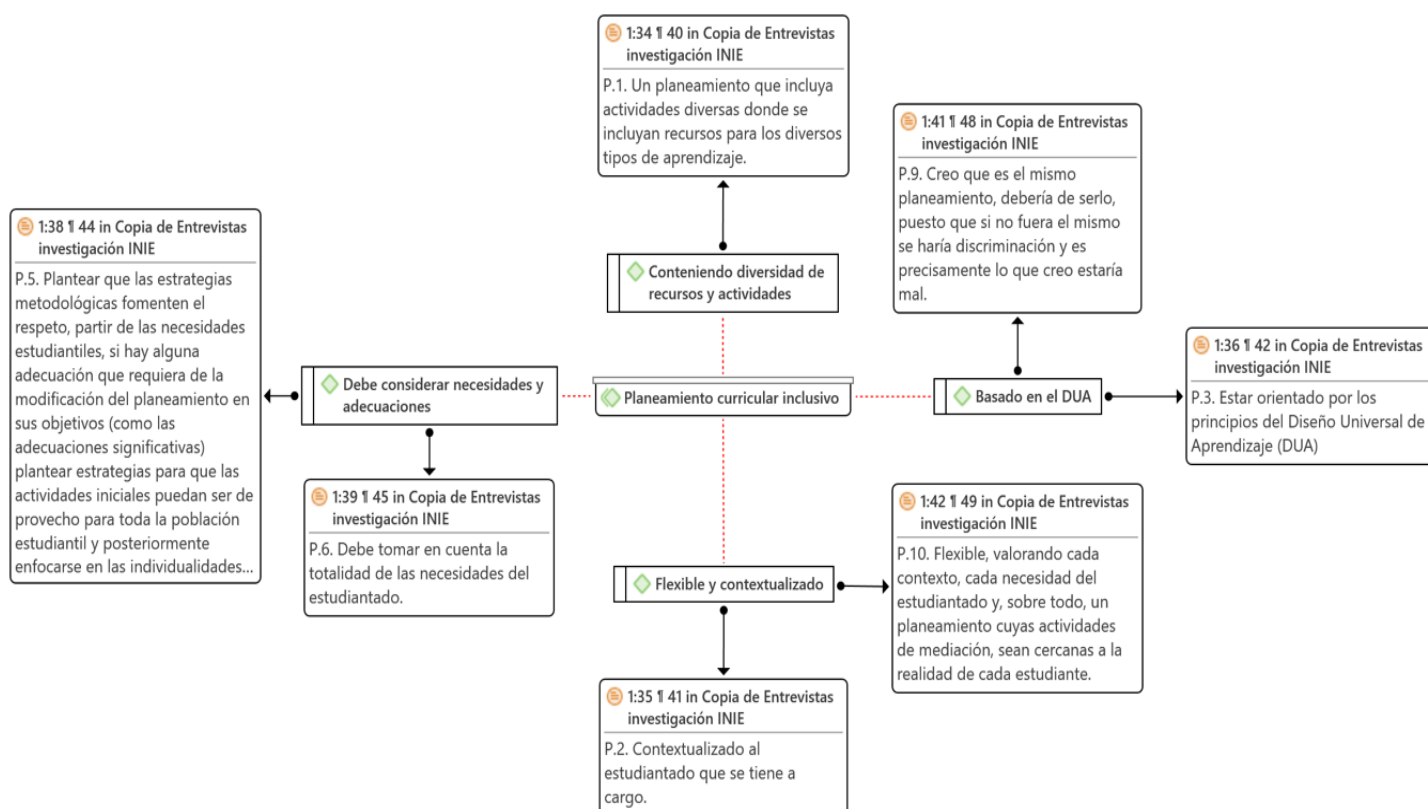 1:34 ¶ 40 in Copia de Entrevistas
investigación INIE
P.1. Un planeamiento que incluya
actividades diversas donde se
incluyan recursos para los diversos
tipos de aprendizaje.
1:41 ¶ 48 in Copia de Entrevistas
investigación INIE
P.9. Creo que es el mismo
planeamiento, debería de serlo,
puesto que si no fuera el mismo
se haría discriminación y es
precisamente lo que creo estaría
mal.
1:38 ¶ 44 in Copia de Entrevistas
investigación INIE
P.5. Plantear que las estrategias
metodológicas fomenten el
respeto, partir de las necesidades
estudiantiles, si hay alguna
adecuación que requiera de la
modificación del planeamiento en
sus objetivos (como las
adecuaciones significativas)
plantear estrategias para que las
actividades iniciales puedan ser de
provecho para toda la población
estudiantil y posteriormente
enfocarse en las individualidades...
Conteniendo diversidad de
recursos y actividades
1:36 ¶ 42 in Copia de Entrevistas
investigación INIE
P.3. Estar orientado por los
principios del Diseño Universal de
Aprendizaje (DUA)
Debe considerar necesidades y
adecuaciones
Planeamiento curricular inclusivo
Basado en el DUA
1:39 ¶ 45 in Copia de Entrevistas
investigación INIE
P.6. Debe tomar en cuenta la
totalidad de las necesidades del
estudiantado.
1:42 ¶ 49 in Copia de Entrevistas
investigación INIE
P.10. Flexible, valorando cada
contexto, cada necesidad del
estudiantado y, sobre todo, un
planeamiento cuyas actividades
de mediación, sean cercanas a la
realidad de cada estudiante.
Flexible y contextualizado
1:35 ¶ 41 in Copia de Entrevistas
investigación INIE
P.2. Contextualizado al
estudiantado que se tiene a
cargo.